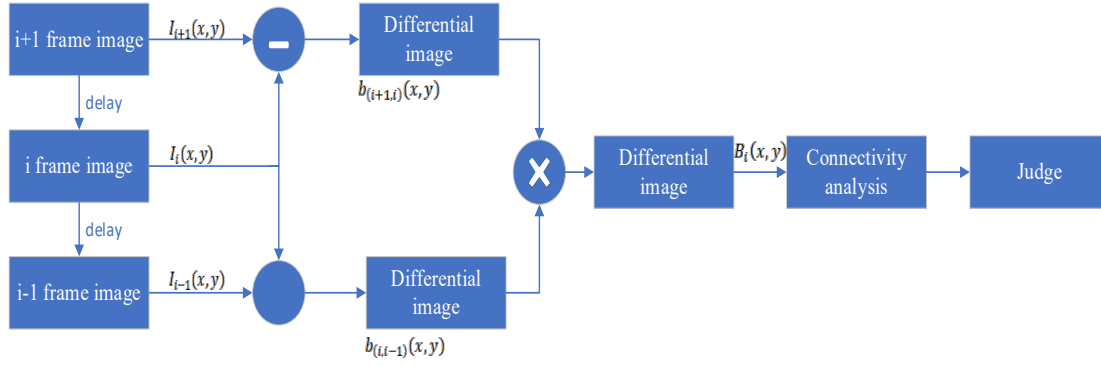 i+1 frame image
I_{i+1}(x,y)
−
Differential
image
b_{(i+1,i)}(x,y)
delay
i frame image
I_i(x,y)
×
Differential
image
B_i(x,y)
Connectivity
analysis
Judge
delay
i-1 frame image
I_{i−1}(x,y)
Differential
image
b_{(i,i−1)}(x,y)